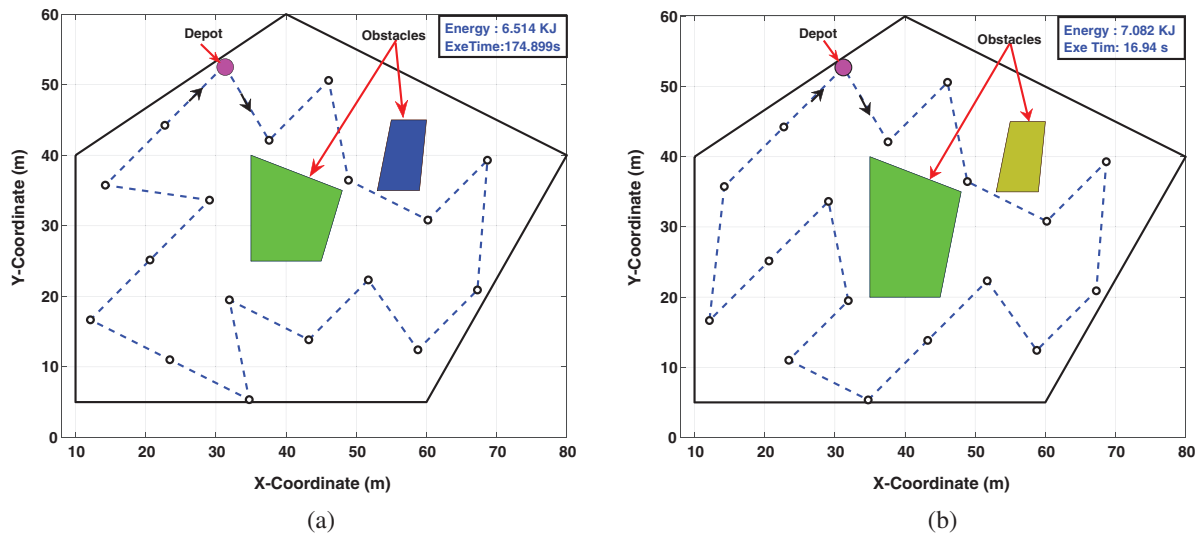 Depot
Obstacles
Energy : 6.514 KJ
ExeTime:174.899s
60
50
40
30
20
10
0
Y-Coordinate (m)
10 20 30 40 50 60 70 80
X-Coordinate (m)
(a)
Depot
Obstacles
Energy : 7.082 KJ
Exe Tim: 16.94 s
60
50
40
30
20
10
0
Y-Coordinate (m)
10 20 30 40 50 60 70 80
X-Coordinate (m)
(b)